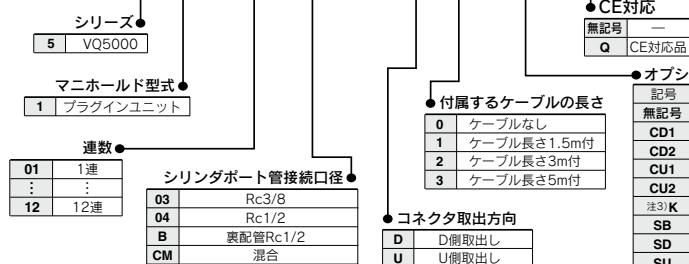 シリーズ
5 VQ5000
マニホールド型式
1 プラグインユニット
連数
01 1連
⋮ ⋮
12 12連
シリンダポート管接続口径
03 Rc3/8
04 Rc1/2
B 裏配管Rc1/2
CM 混合
付属するケーブルの長さ
0 ケーブルなし
1 ケーブル長さ1.5m付
2 ケーブル長さ3m付
3 ケーブル長さ5m付
コネクタ取出方向
D D側取出し
U U側取出し
CE対応
無記号 —
Q CE対応品
オプシ
記号
無記号
CD1
CD2
CU1
CU2
注3)K
SB
SD
SU